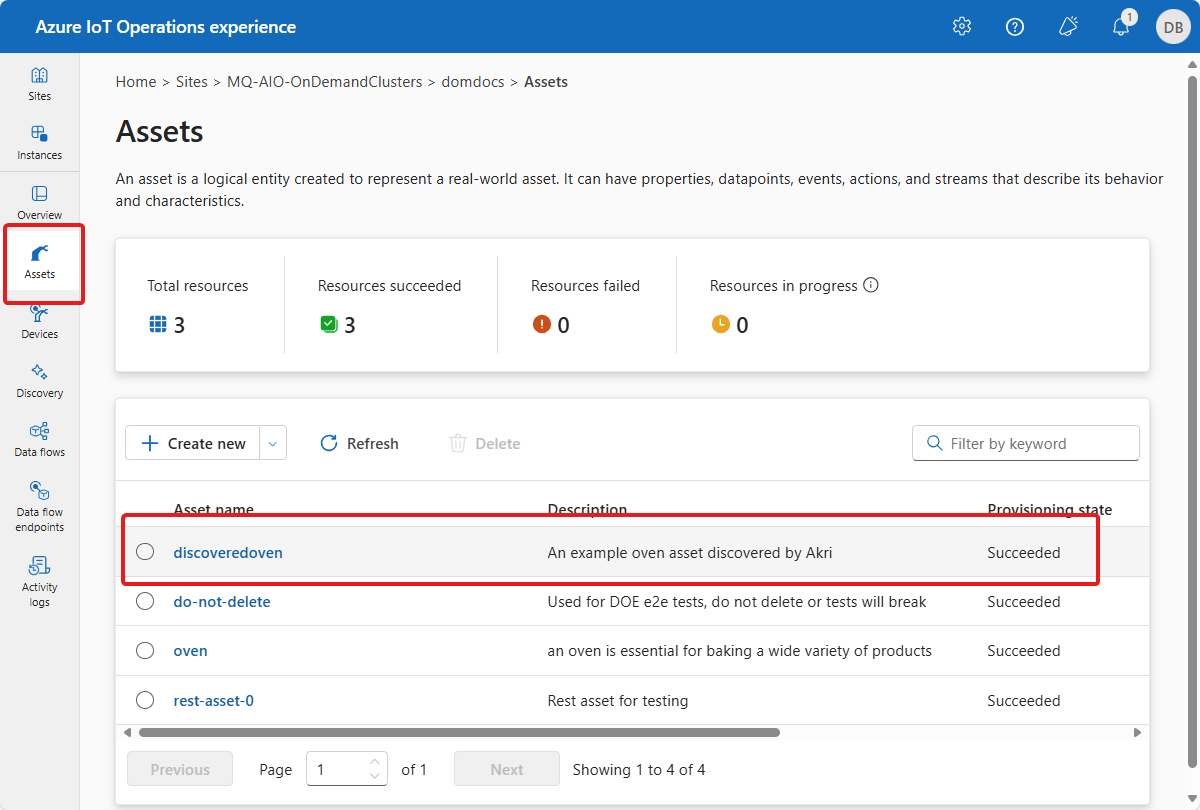 Azure IoT Operations experience
1
DB
Sites
Instances
Overview
Assets
Devices
Discovery
Data flows
Data flow
endpoints
Activity
logs
Home > Sites > MQ-AIO-OnDemandClusters > domdocs > Assets
Assets
An asset is a logical entity created to represent a real-world asset. It can have properties, datapoints, events, actions, and streams that describe its behavior
and characteristics.
Total resources
3
Resources succeeded
3
Resources failed
0
Resources in progress
0
Create new
Refresh
Delete
Filter by keyword
Asset name Description Provisioning state
discoveredoven An example oven asset discovered by Akri Succeeded
do-not-delete Used for DOE e2e tests, do not delete or tests will break Succeeded
oven an oven is essential for baking a wide variety of products Succeeded
rest-asset-0 Rest asset for testing Succeeded
Previous Page 1 of 1 Next Showing 1 to 4 of 4